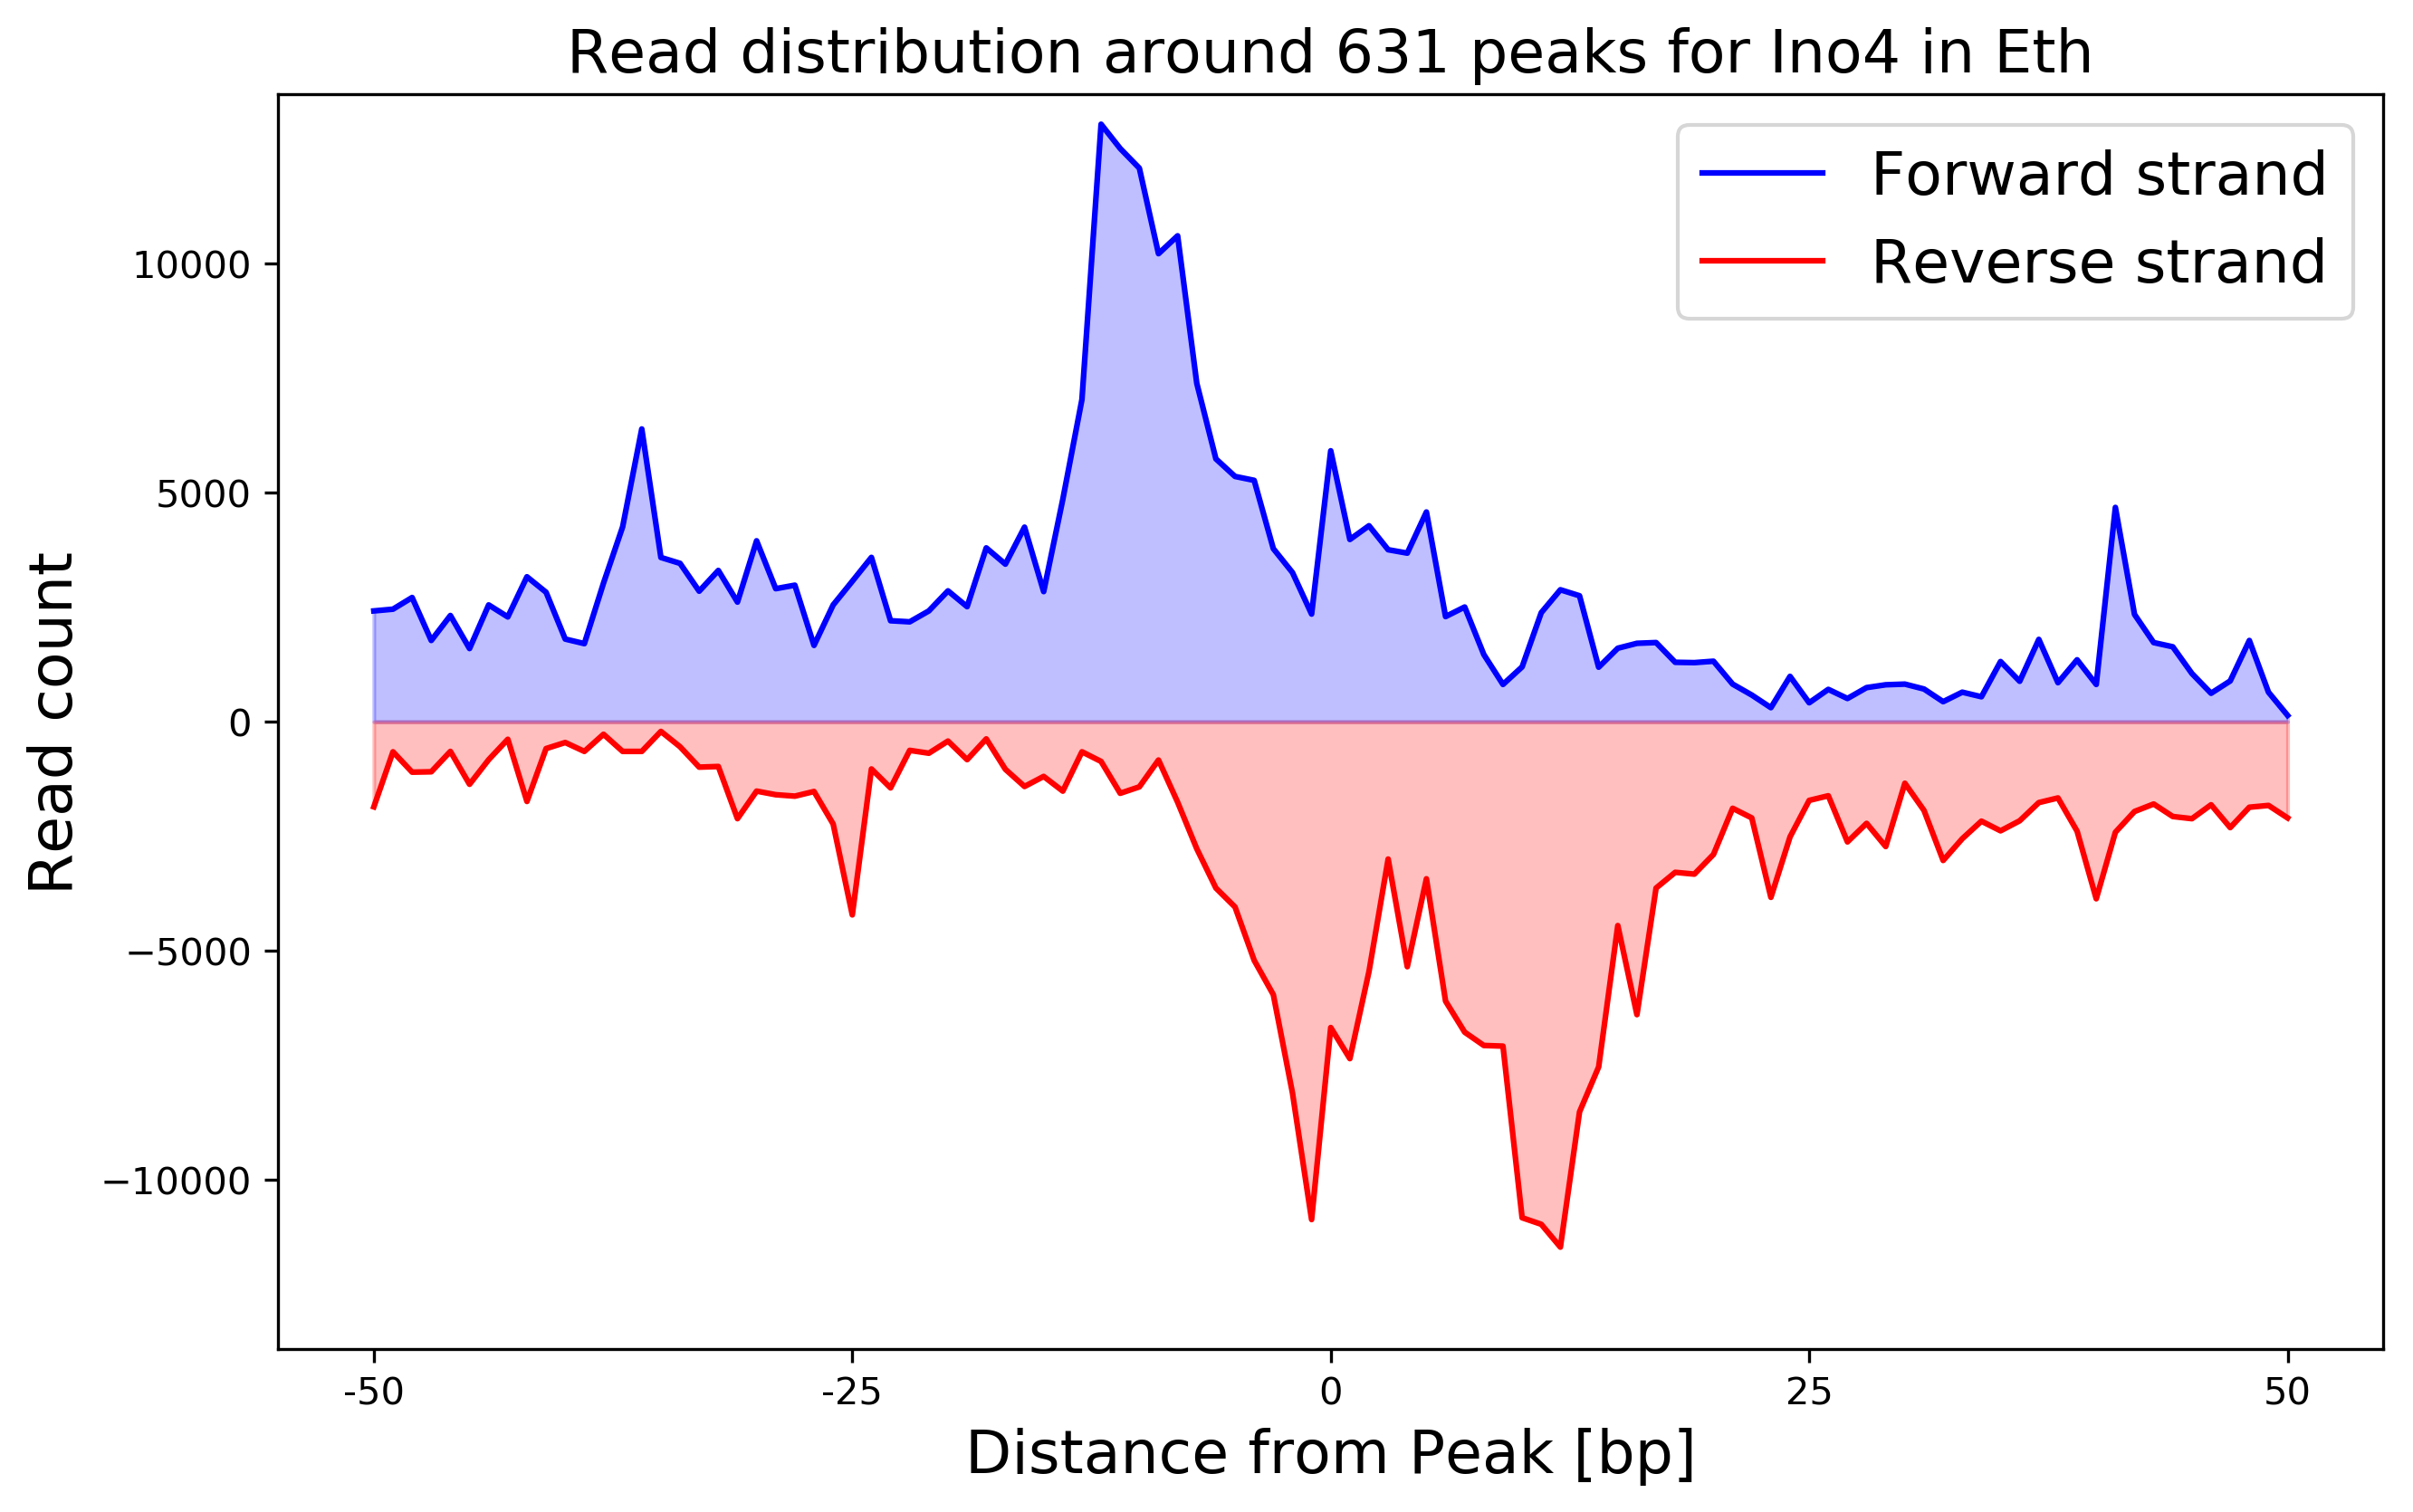 Read distribution around 631 peaks for Ino4 in Eth
Forward strand
Reverse strand
Read count
10000
5000
0
−5000
−10000
-50
-25
0
25
50
Distance from Peak [bp]